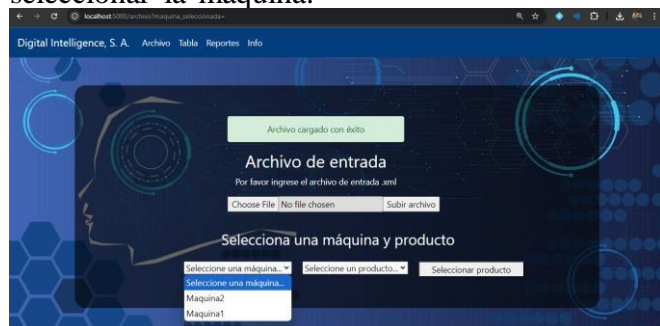 seleccionar la maquina.
localhost:5000/archivo?maquina_seleccionada=
Digital Intelligence, S. A. Archivo Tabla Reportes Info
Archivo cargado con éxito
Archivo de entrada
Por favor ingrese el archivo de entrada .xml
Choose File No file chosen Subir archivo
Selecciona una máquina y producto
Seleccione una máquina... Seleccione un producto... Seleccionar producto
Seleccione una máquina...
Maquina2
Maquina1